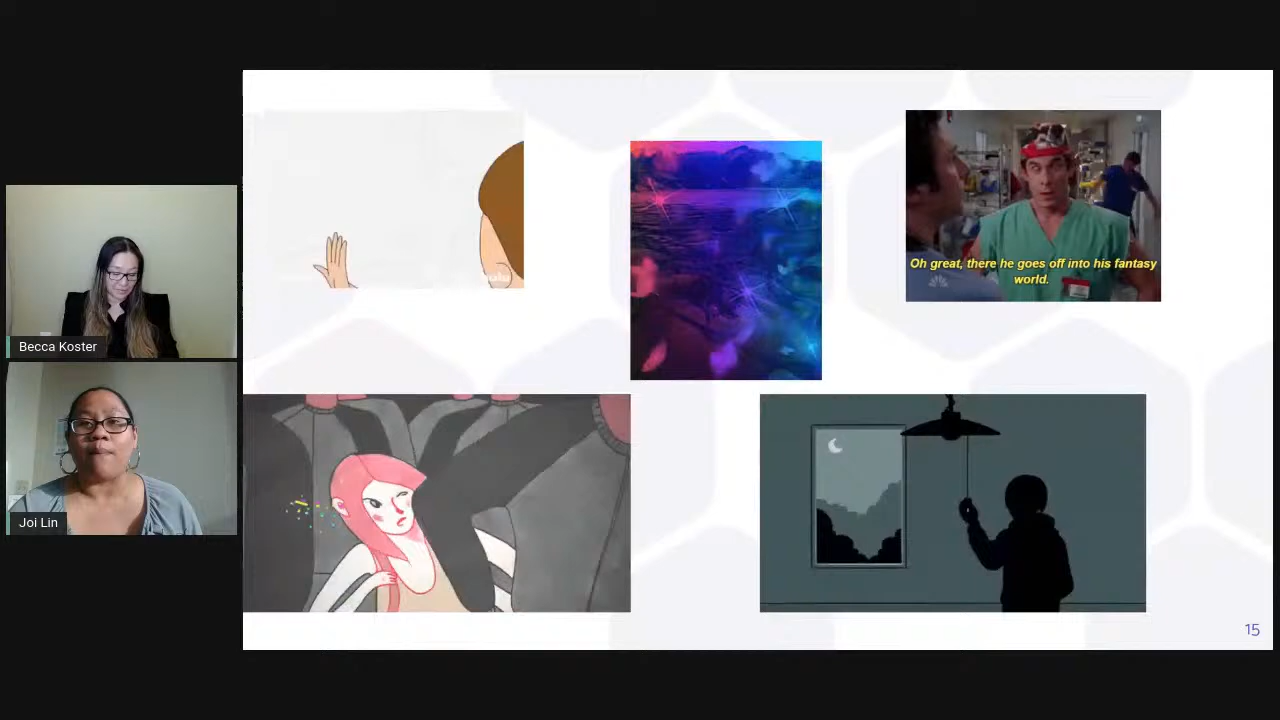 Becca Koster
Joi Lin
Oh great, there he goes off into his fantasy
world.
15